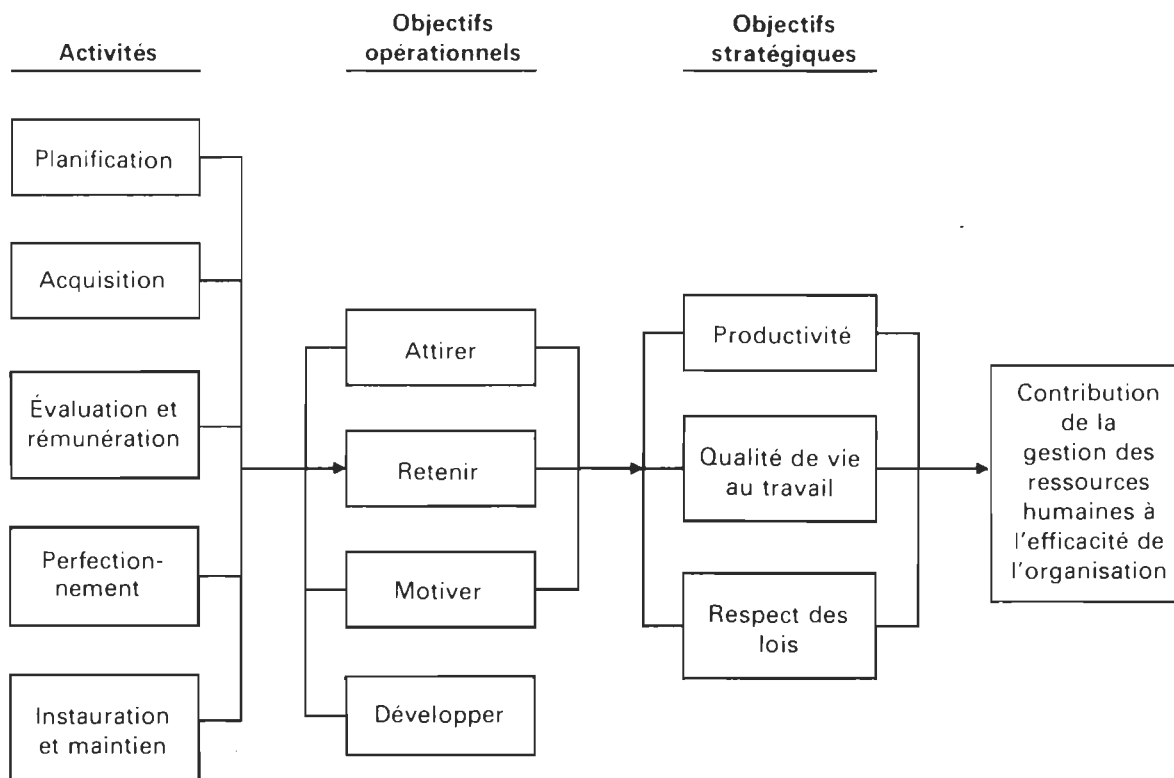 Activités
Objectifs
opérationnels
Objectifs
stratégiques
Planification
Acquisition
Évaluation et
rémunération
Perfection-
nement
Instauration
et maintien
Attirer
Retenir
Motiver
Développer
Productivité
Qualité de vie
au travail
Respect des
lois
Contribution
de la
gestion des
ressources
humaines à
l'efficacité de
l'organisation